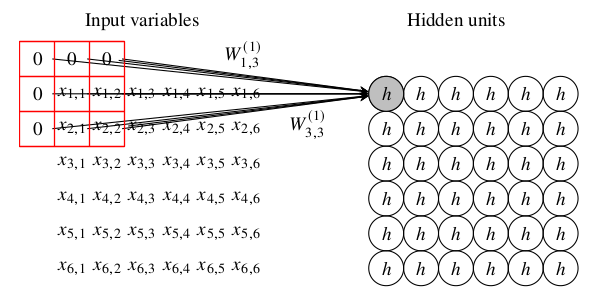 Input variables Hidden units
W_{1,3}^{(1)}
0 0 0
0 x_{1,1} x_{1,2} x_{1,3} x_{1,4} x_{1,5} x_{1,6} h h h h h h
W_{3,3}^{(1)}
0 x_{2,1} x_{2,2} x_{2,3} x_{2,4} x_{2,5} x_{2,6} h h h h h h
x_{3,1} x_{3,2} x_{3,3} x_{3,4} x_{3,5} x_{3,6} h h h h h h
x_{4,1} x_{4,2} x_{4,3} x_{4,4} x_{4,5} x_{4,6} h h h h h h
x_{5,1} x_{5,2} x_{5,3} x_{5,4} x_{5,5} x_{5,6} h h h h h h
x_{6,1} x_{6,2} x_{6,3} x_{6,4} x_{6,5} x_{6,6} h h h h h h